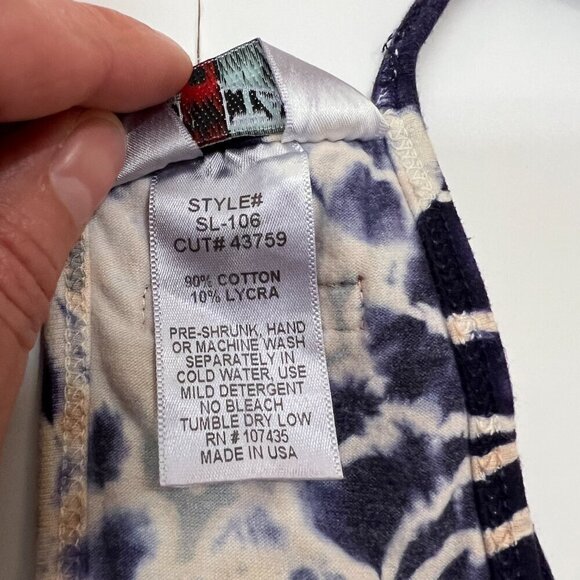 STYLE#
SL-106
CUT# 43759
90% COTTON
10% LYCRA
PRE-SHRUNK, HAND
OR MACHINE WASH
SEPARATELY IN
COLD WATER, USE
MILD DETERGENT
NO BLEACH
TUMBLE DRY LOW
RN # 107435
MADE IN USA